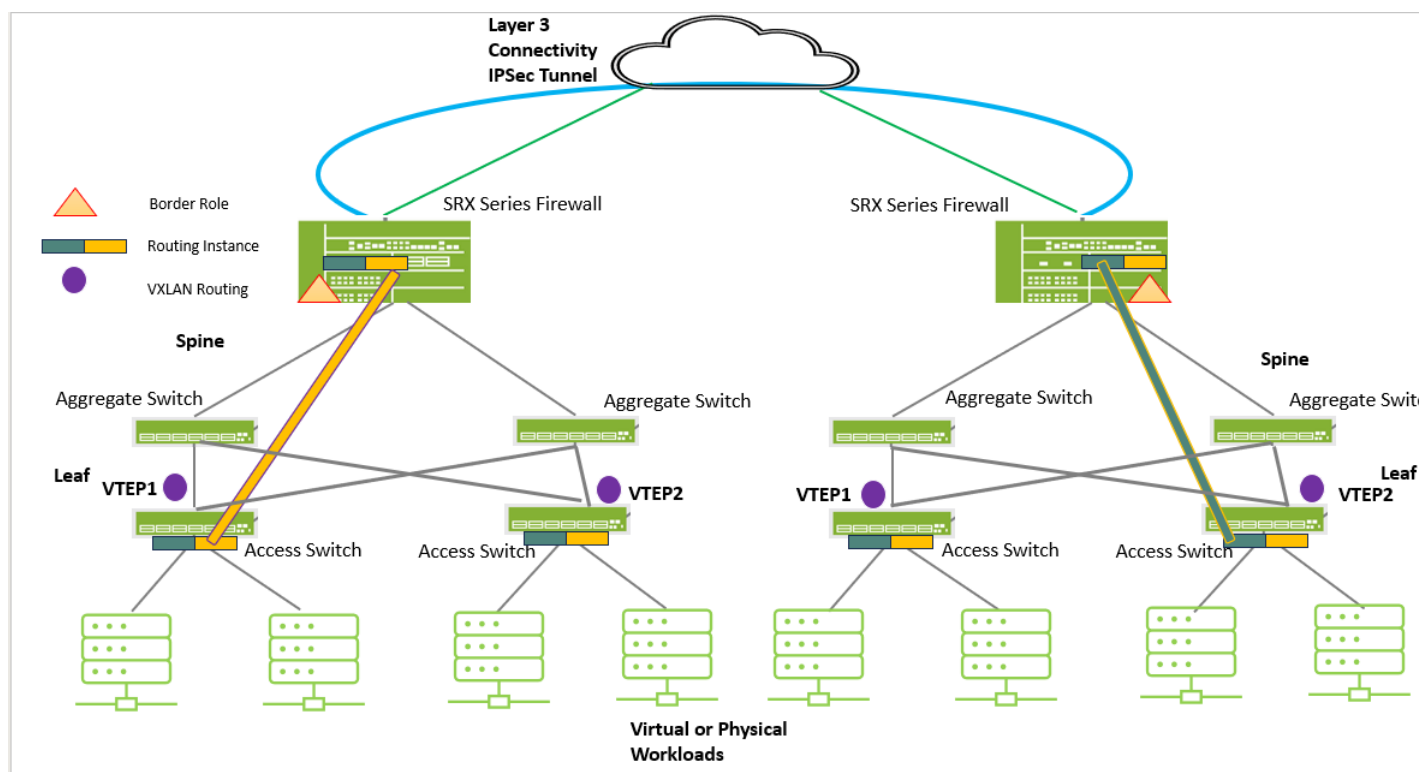 Layer 3
Connectivity
IPSec Tunnel
SRX Series Firewall
SRX Series Firewall
Border Role
Routing Instance
VXLAN Routing
Spine
Spine
Aggregate Switch
Aggregate Switch
Aggregate Switch
Aggregate Switch
Leaf
VTEP1
VTEP2
VTEP1
Leaf
VTEP2
Access Switch
Access Switch
Access Switch
Access Switch
Virtual or Physical
Workloads